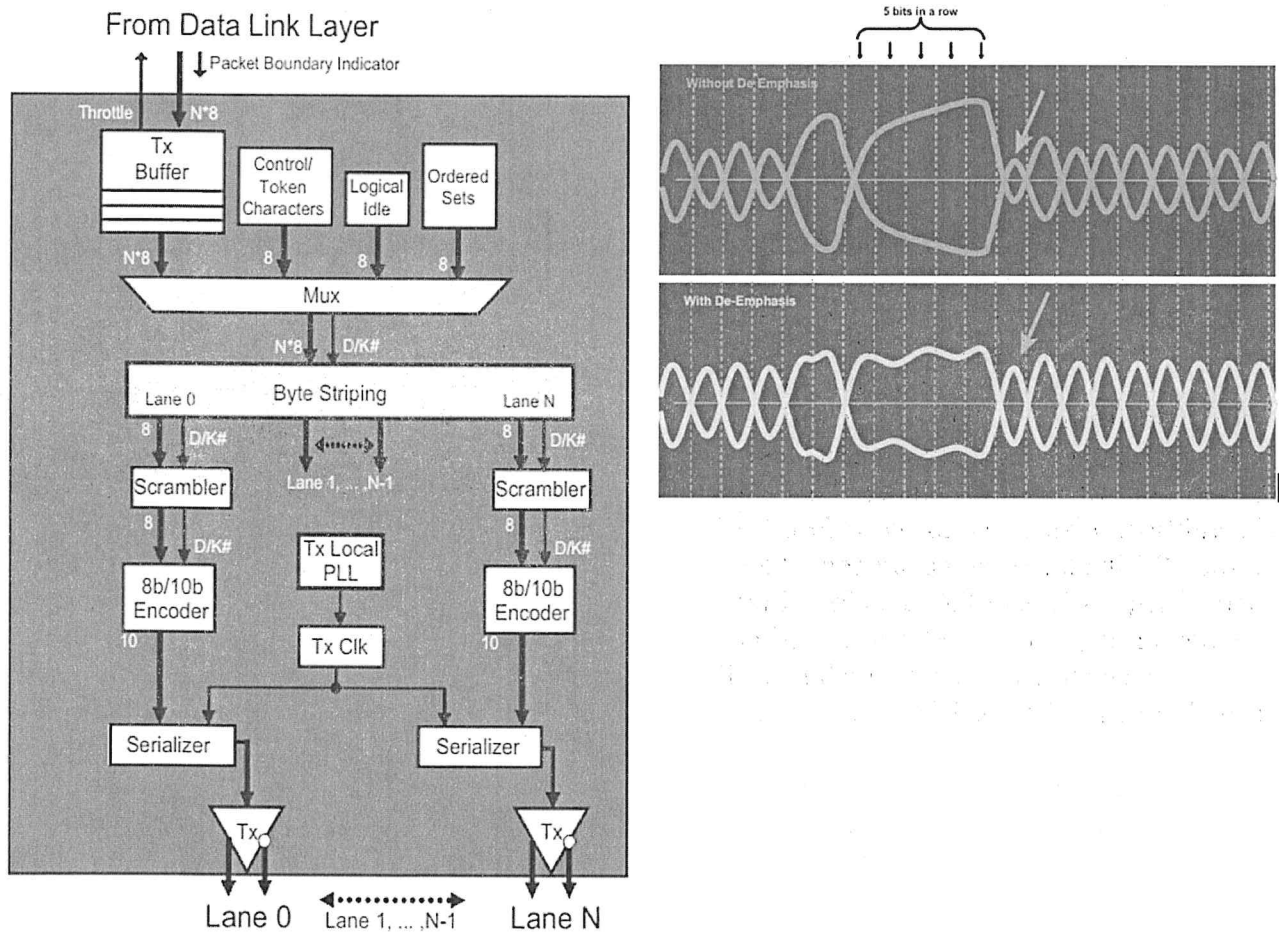 From Data Link Layer
Packet Boundary Indicator
Throttle
N*8
Tx
Buffer
Control/
Token
Characters
Logical
Idle
Ordered
Sets
N*8
8
8
8
Mux
N*8
D/K#
Byte Striping
Lane 0
Lane N
8
D/K#
Lane 1, ... ,N-1
8
D/K#
Scrambler
Scrambler
8
D/K#
8
D/K#
Tx Local
PLL
8b/10b
Encoder
8b/10b
Encoder
10
Tx Clk
10
Serializer
Serializer
Tx
Tx
Lane 0
Lane 1, ... ,N-1
Lane N
5 bits in a row
Without De-Emphasis
With De-Emphasis